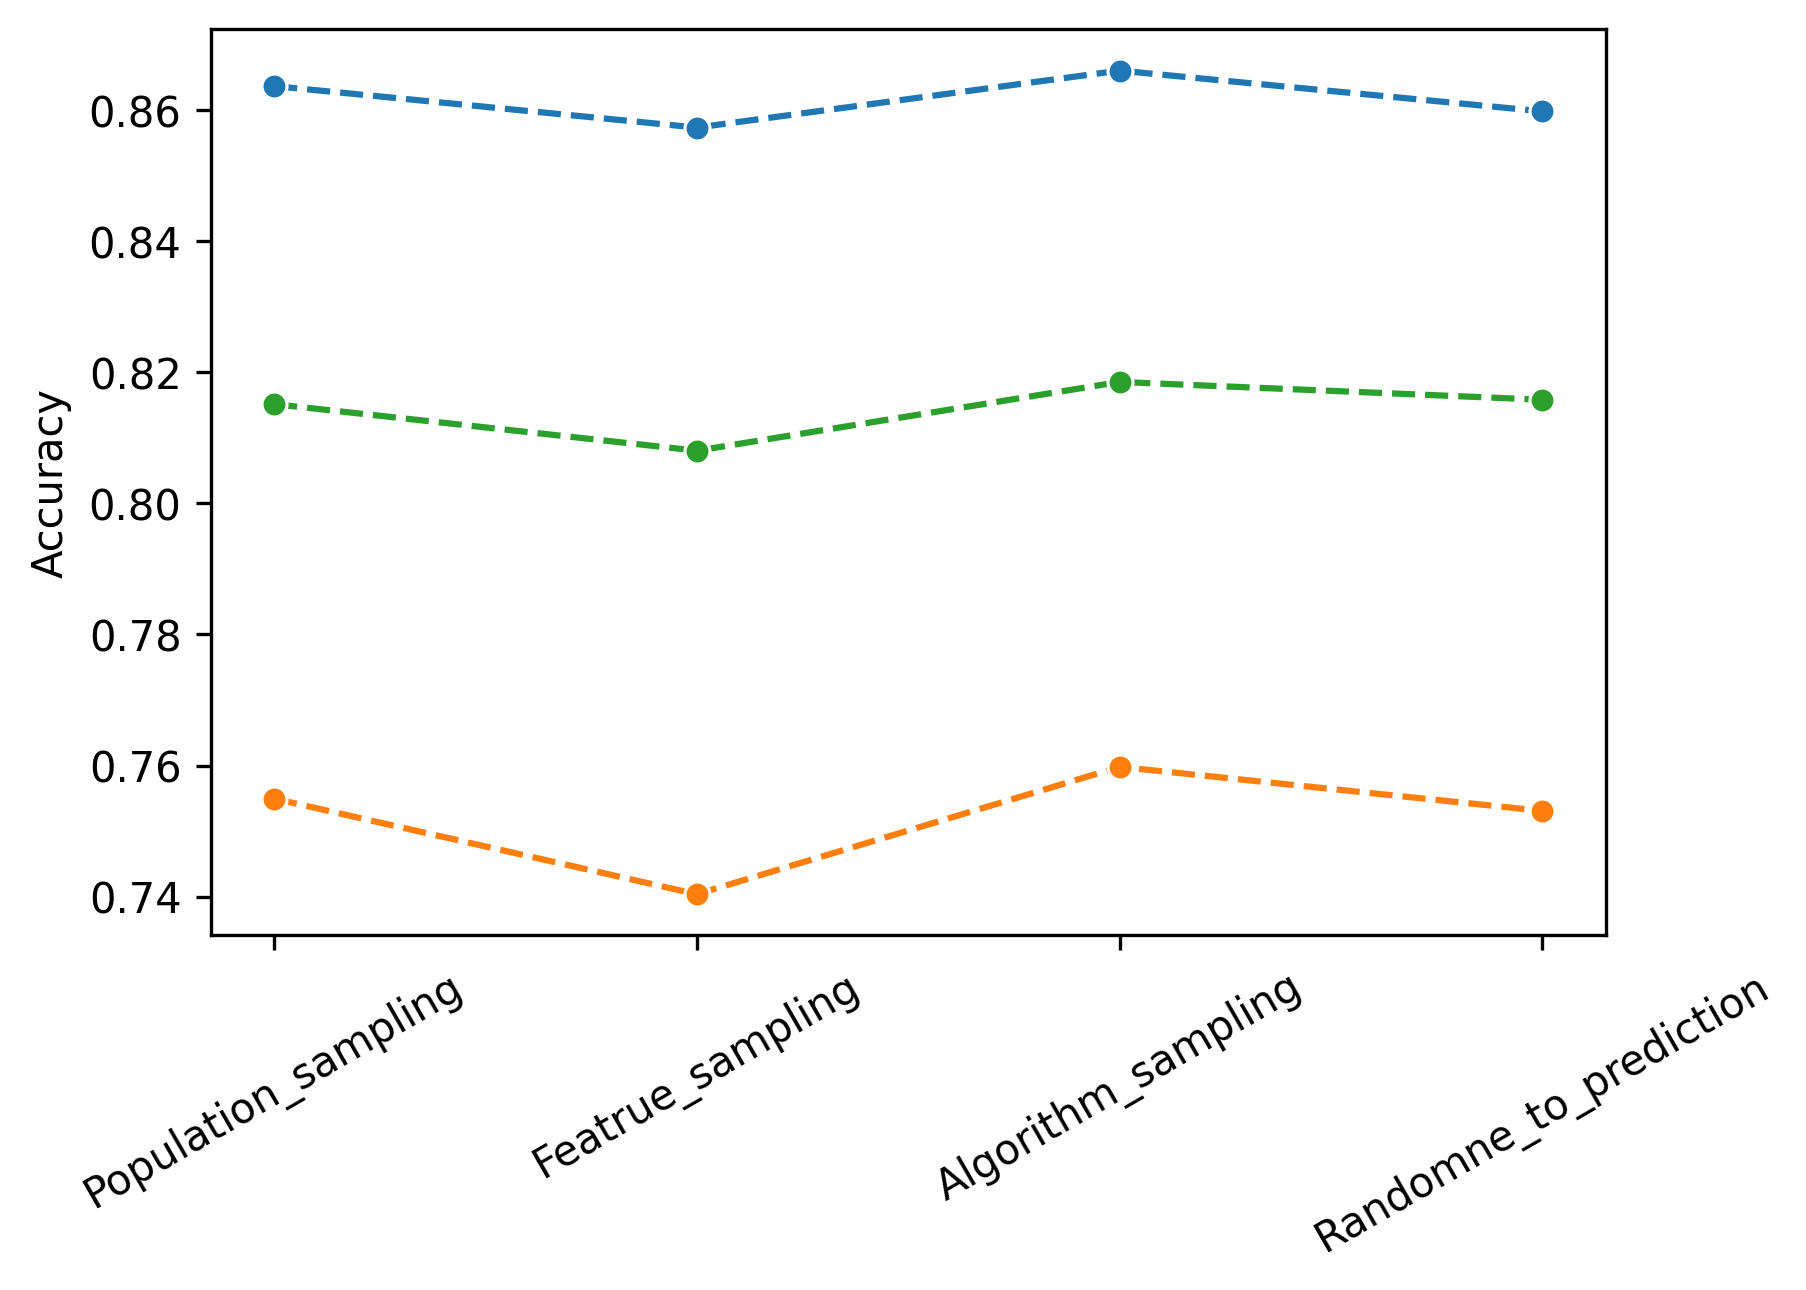 0.86
0.84
0.82
0.80
0.78
0.76
0.74
Accuracy
Population_sampling
Featrue_sampling
Algorithm_sampling
Randomne_to_prediction